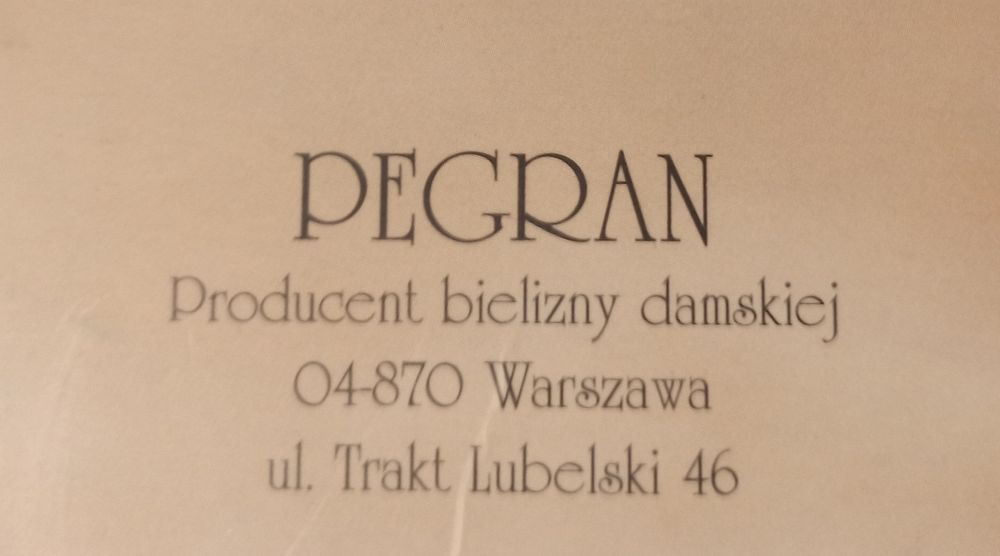 PEGRAN
Producent bielizny damskiej
04-870 Warszawa
ul. Trakt Lubelski 46